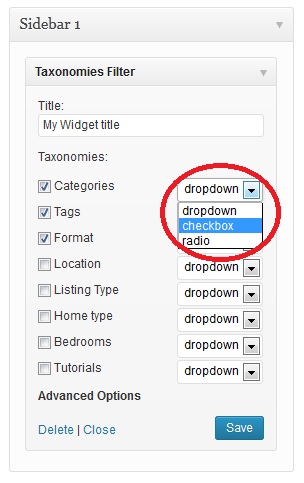 Sidebar 1
Taxonomies Filter
Title:
My Widget title
Taxonomies:
Categories dropdown
Tags dropdown
checkbox
Format radio
Location dropdown
Listing Type dropdown
Home type dropdown
Bedrooms dropdown
Tutorials dropdown
Advanced Options
Delete | Close Save